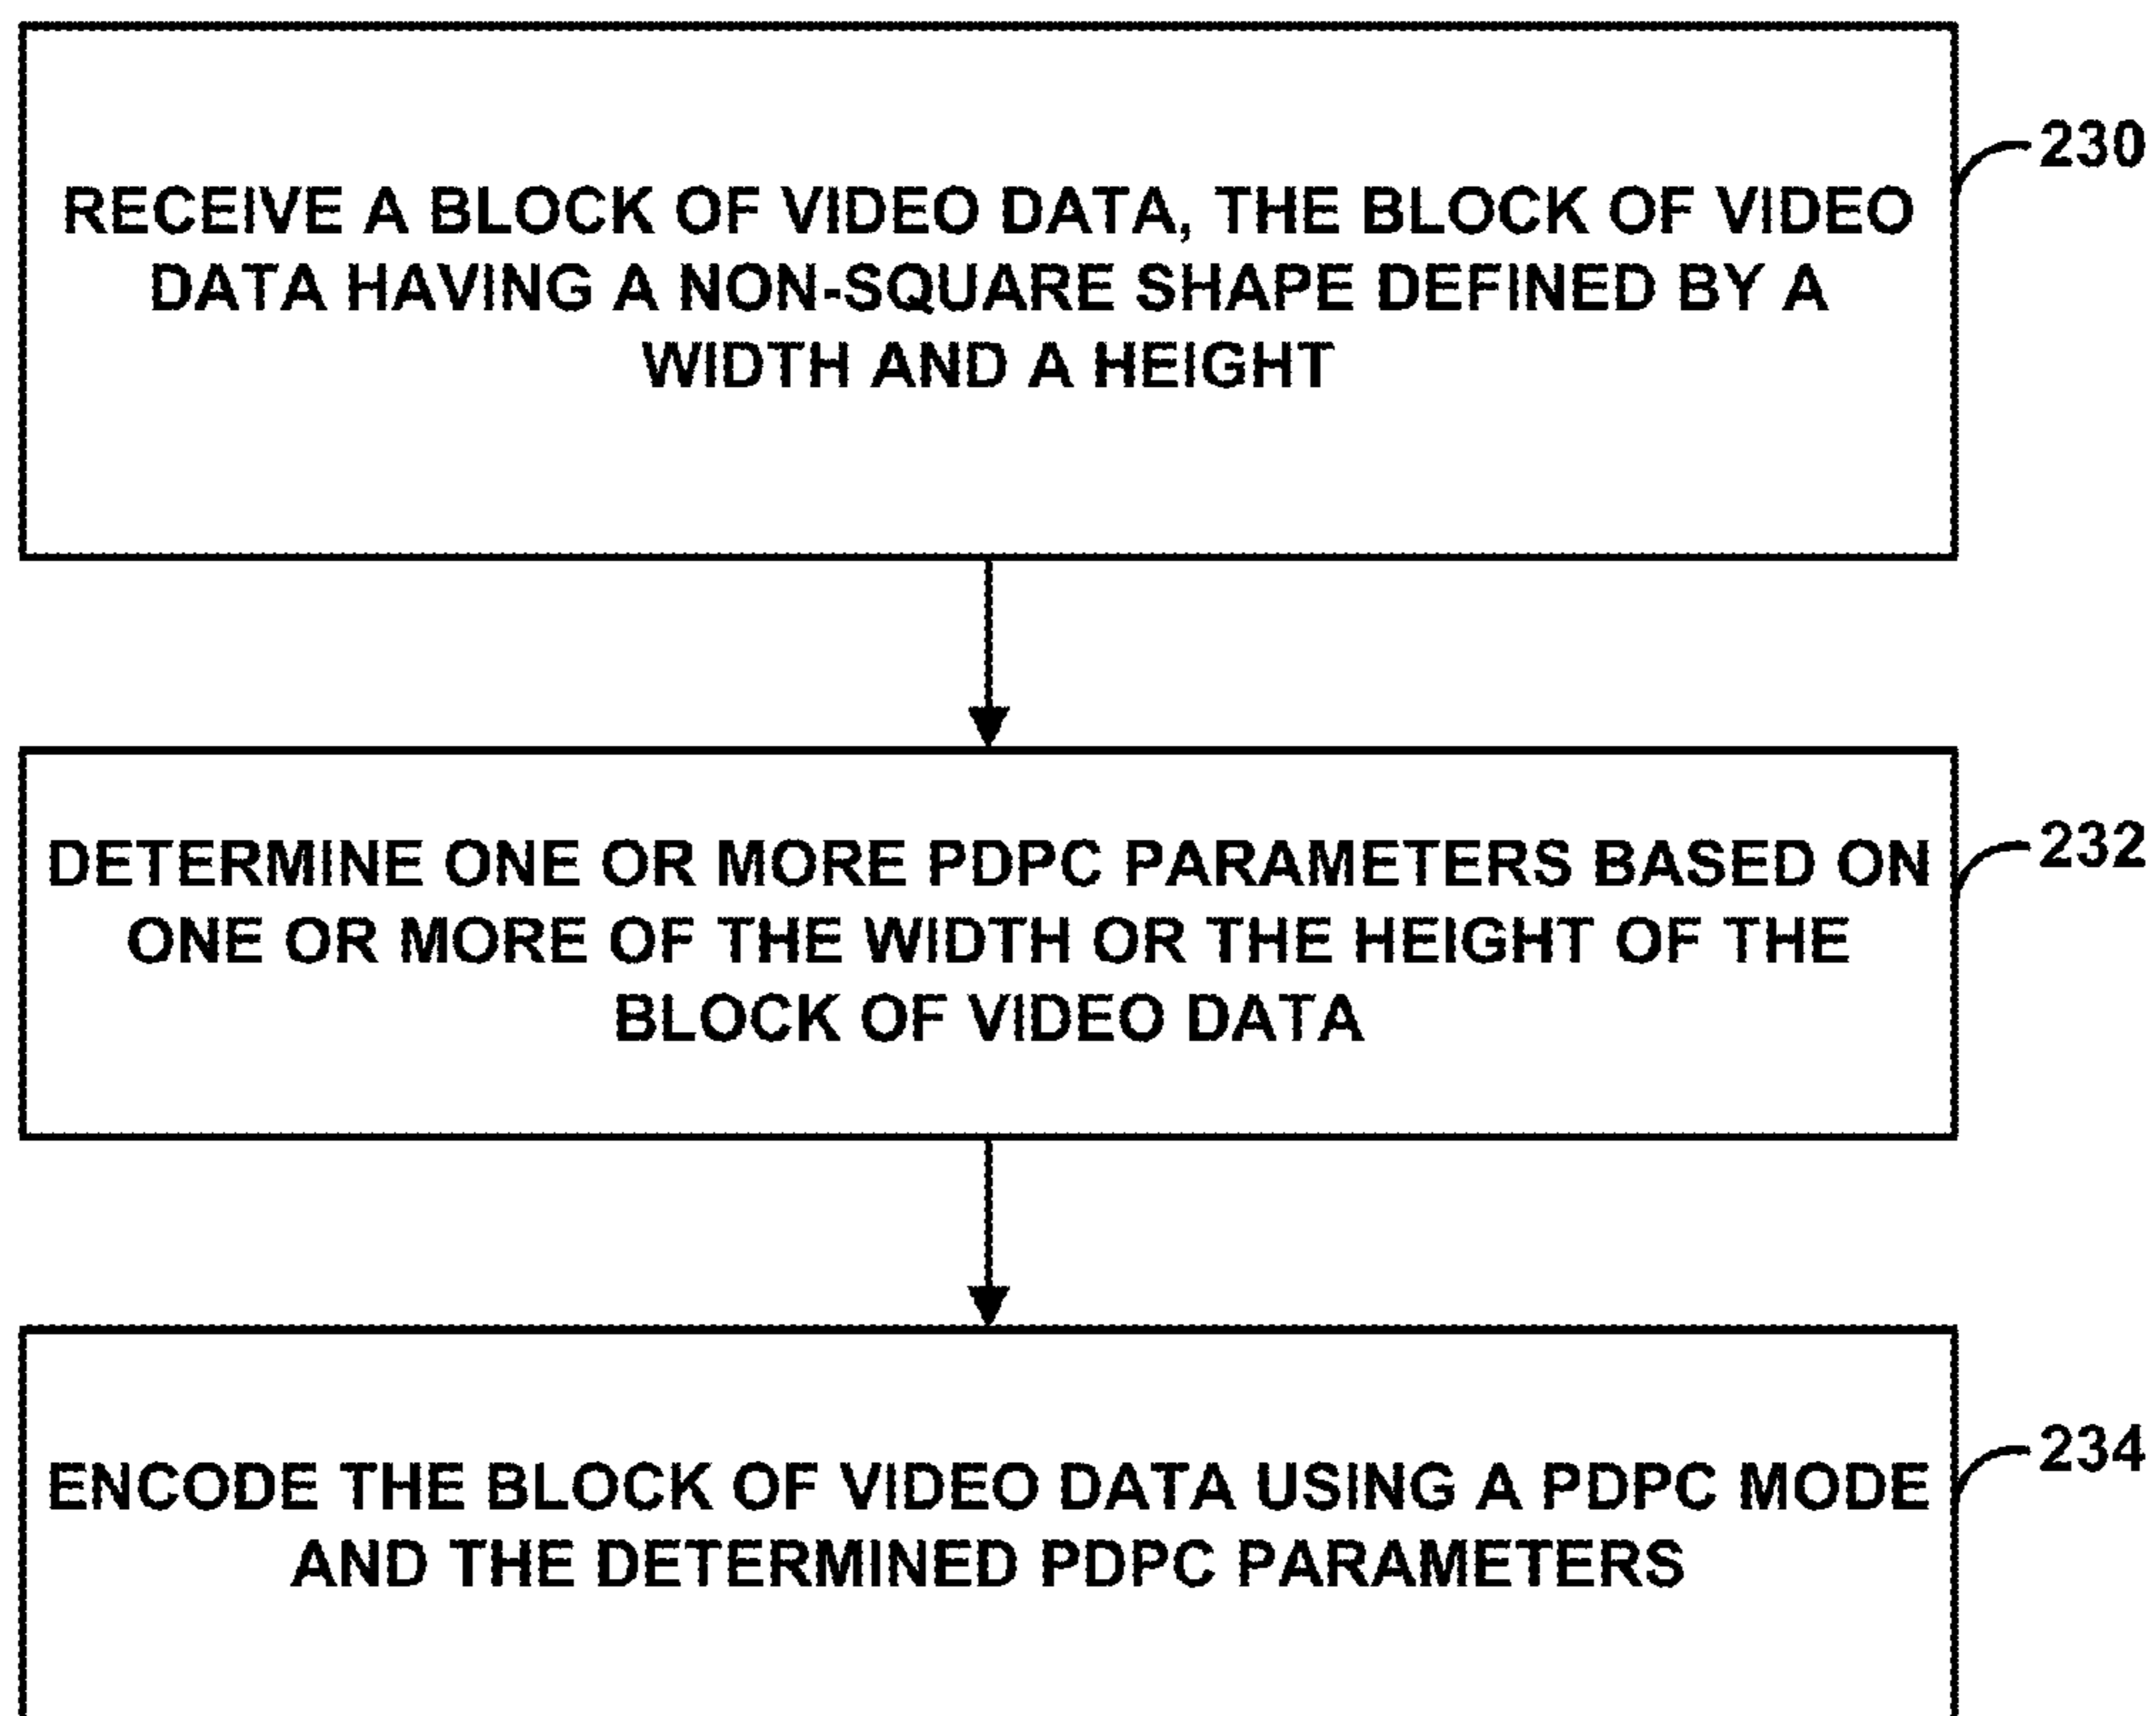 RECEIVE A BLOCK OF VIDEO DATA, THE BLOCK OF VIDEO
DATA HAVING A NON-SQUARE SHAPE DEFINED BY A
WIDTH AND A HEIGHT
230
DETERMINE ONE OR MORE PDPC PARAMETERS BASED ON
ONE OR MORE OF THE WIDTH OR THE HEIGHT OF THE
BLOCK OF VIDEO DATA
232
ENCODE THE BLOCK OF VIDEO DATA USING A PDPC MODE
AND THE DETERMINED PDPC PARAMETERS
234